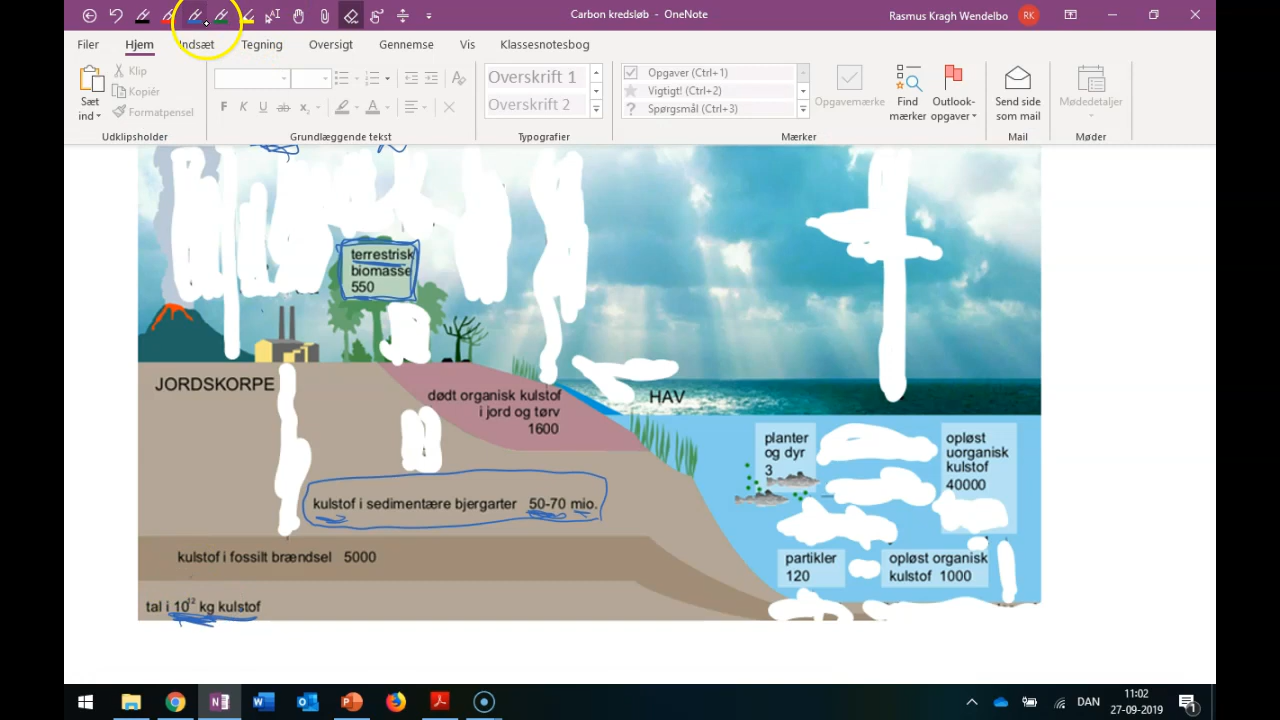 Carbon kredsløb - OneNote
Rasmus Kragh Wendelbo RK
Filer Hjem Indsæt Tegning Oversigt Gennemse Vis Klassesnotesbog
Sæt ind
Klip
Kopiér
Formatpensel
Udklipsholder
F K U ab x
Grundlæggende tekst
Overskrift 1
Overskrift 2
Typografier
Opgaver (Ctrl+1)
Vigtigt! (Ctrl+2)
Spørgsmål (Ctrl+3)
Opgavemærke
Find mærker
Mærker
Outlook-opgaver
Send side som mail
Mail
Mødedetaljer
Møder
terrestrisk
biomasse
550
JORDSKORPE
dødt organisk kulstof
i jord og tørv
1600
HAV
planter
og dyr
3
opløst
uorganisk
kulstof
40000
kulstof i sedimentære bjergarter 50-70 mio.
kulstof i fossilt brændsel 5000
partikler
120
opløst organisk
kulstof 1000
tal i 10¹² kg kulstof
DAN
11:02
27-09-2019